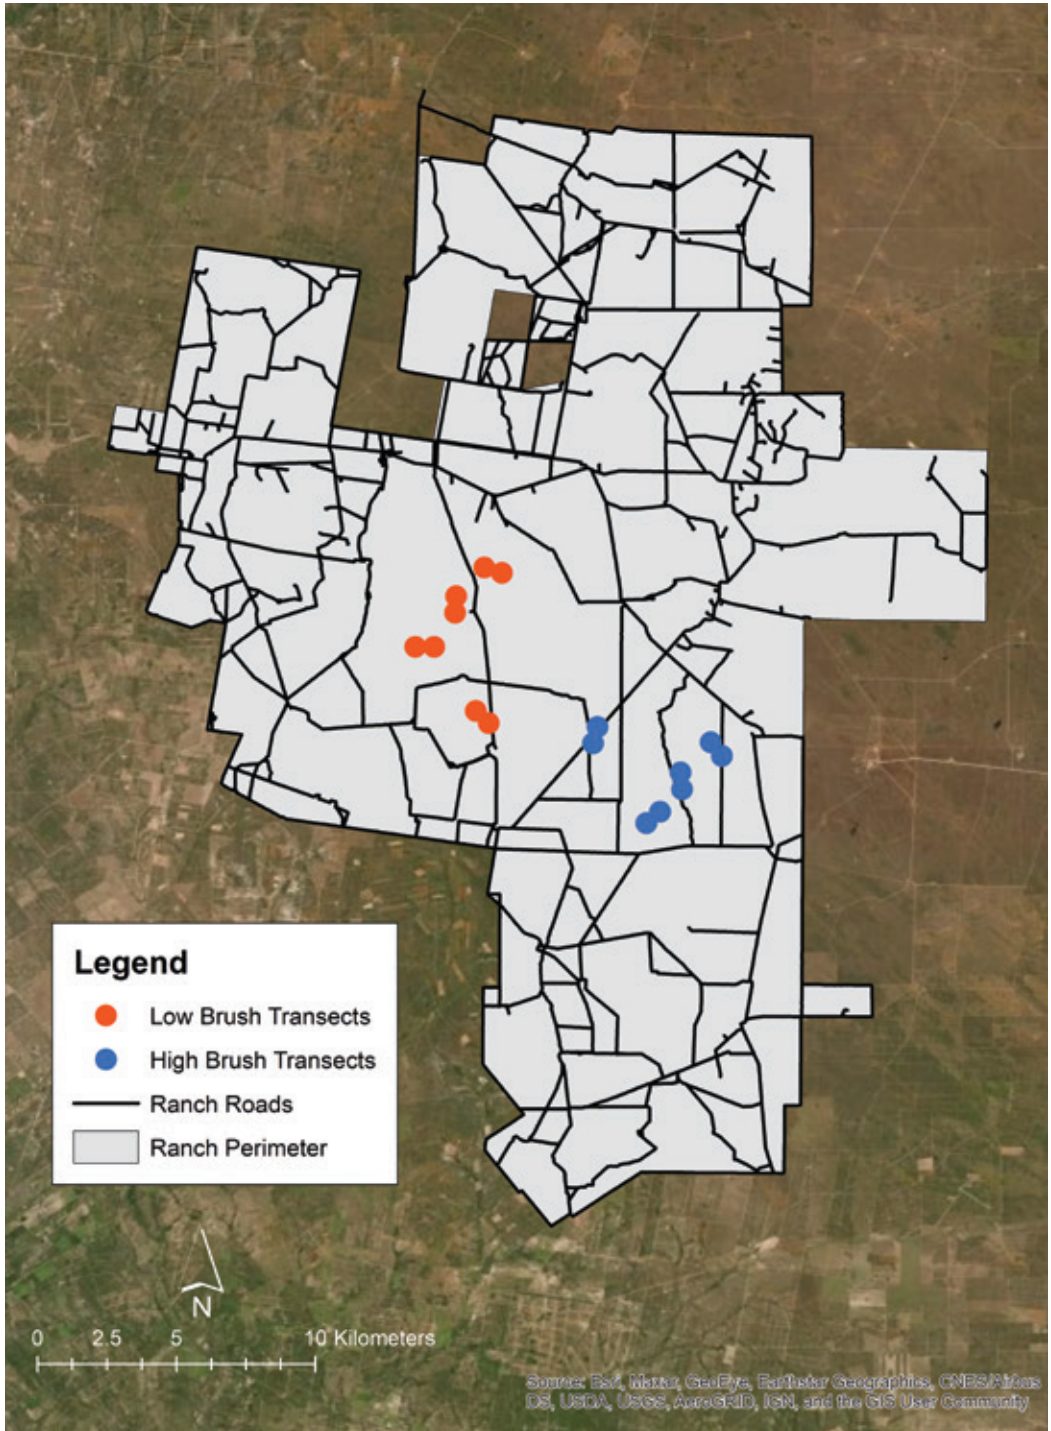 Legend
Low Brush Transects
High Brush Transects
Ranch Roads
Ranch Perimeter
N
0 2.5 5 10 Kilometers
Source: Esri, Maxar, GeoEye, Earthstar Geographics, CNES/Airbus
DS, USDA, USGS, AeroGRID, IGN, and the GIS User Community